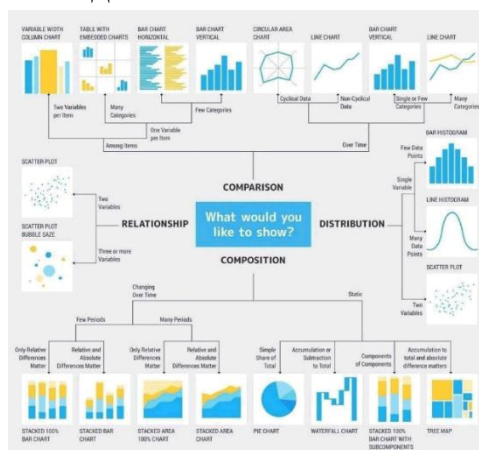 VARIABLE WIDTH
COLUMN CHART
TABLE WITH
EMBEDDED CHARTS
BAR CHART
HORIZONTAL
BAR CHART
VERTICAL
CIRCULAR AREA
CHART
LINE CHART
BAR CHART
VERTICAL
LINE CHART
Two Variables
per Item
Many
Categories
Few Categories
Cyclical Data
Non-Cyclical
Data
Single or Few
Categories
Many
Categories
One Variable
per Item
Among Items
Over Time
BAR HISTOGRAM
Few Data
Points
Single
Variable
SCATTER PLOT
COMPARISON
Two
Variables
LINE HISTOGRAM
RELATIONSHIP
What would you
like to show?
DISTRIBUTION
SCATTER PLOT
BUBBLE SAZE
Many
Data
Points
Three or more
Variables
COMPOSITION
SCATTER PLOT
Two
Variables
Changing
Over Time
Static
Few Periods
Many Periods
Only Relative
Differences
Matter
Relative and
Absolute
Differences Matter
Only Relative
Differences
Matter
Relative and
Absolute
Differences Matter
Simple
Share of
Total
Accumulation or
Subtraction
to Total
Components
of Components
Accumulation to
total and absolute
difference matters
STACKED 100%
BAR CHART
STACKED BAR
CHART
STACKED AREA
100% CHART
STACKED AREA
CHART
PIE CHART
WATERFALL CHART
STACKED 100%
BAR CHART WITH
SUBCOMPONENTS
TREE MAP